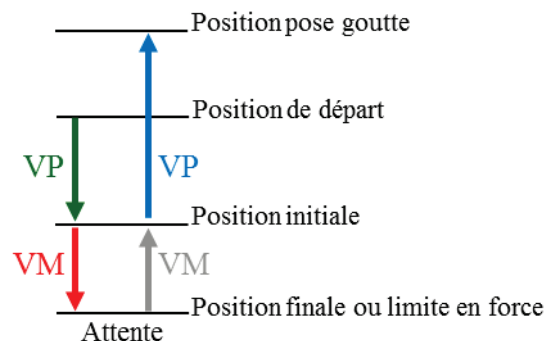 Position pose goutte
Position de départ
VP
VP
Position initiale
VM
VM
Position finale ou limite en force
Attente